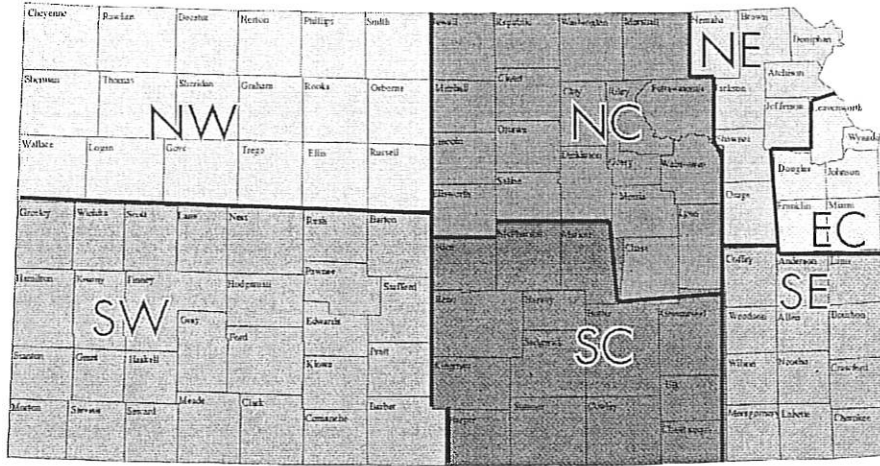 Cheyenne Rawlins Decatur Norton Phillips Smith Jewell Republic Washington Marshall Nemaha Brown Doniphan
Sherman Thomas Sheridan Graham Rooks Osborne Mitchell Cloud Clay Riley Pottawatomie Jackson Atchison
Jefferson Leavenworth
NW NC NE
Wallace Logan Gove Trego Ellis Russell Lincoln Ottawa Dickinson Geary Wabaunsee Shawnee Douglas Johnson Wyandotte
Ellsworth Saline Morris Lyon Osage Franklin Miami
EC
Greeley Wichita Scott Lane Ness Rush Barton Rice McPherson Marion Chase Coffey Anderson Linn
Hamilton Kearny Finney Hodgeman Pawnee Stafford Reno Harvey Butler Greenwood Woodson Allen Bourbon
SW SC SE
Gray Ford Edwards Pratt Kingman Sedgwick Elk Wilson Neosho Crawford
Stanton Grant Haskell Kiowa
Morton Stevens Seward Meade Clark Comanche Barber Harper Sumner Cowley Chautauqua Montgomery Labette Cherokee